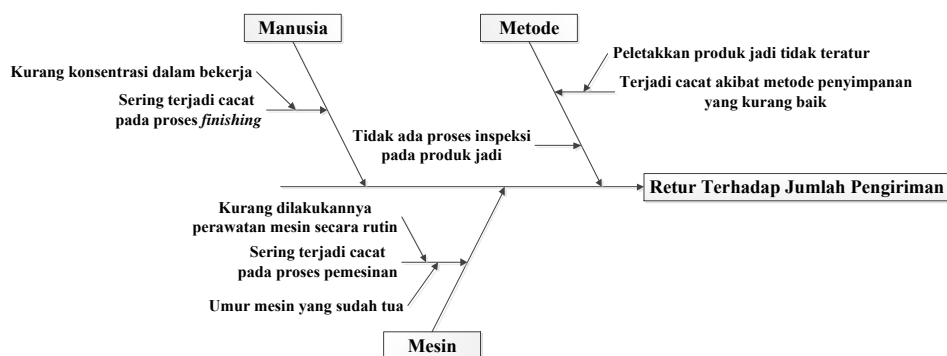 Manusia
Metode
Kurang konsentrasi dalam bekerja
Sering terjadi cacat
pada proses finishing
Peletakkan produk jadi tidak teratur
Terjadi cacat akibat metode penyimpanan
yang kurang baik
Tidak ada proses inspeksi
pada produk jadi
Retur Terhadap Jumlah Pengiriman
Kurang dilakukannya
perawatan mesin secara rutin
Sering terjadi cacat
pada proses pemesinan
Umur mesin yang sudah tua
Mesin